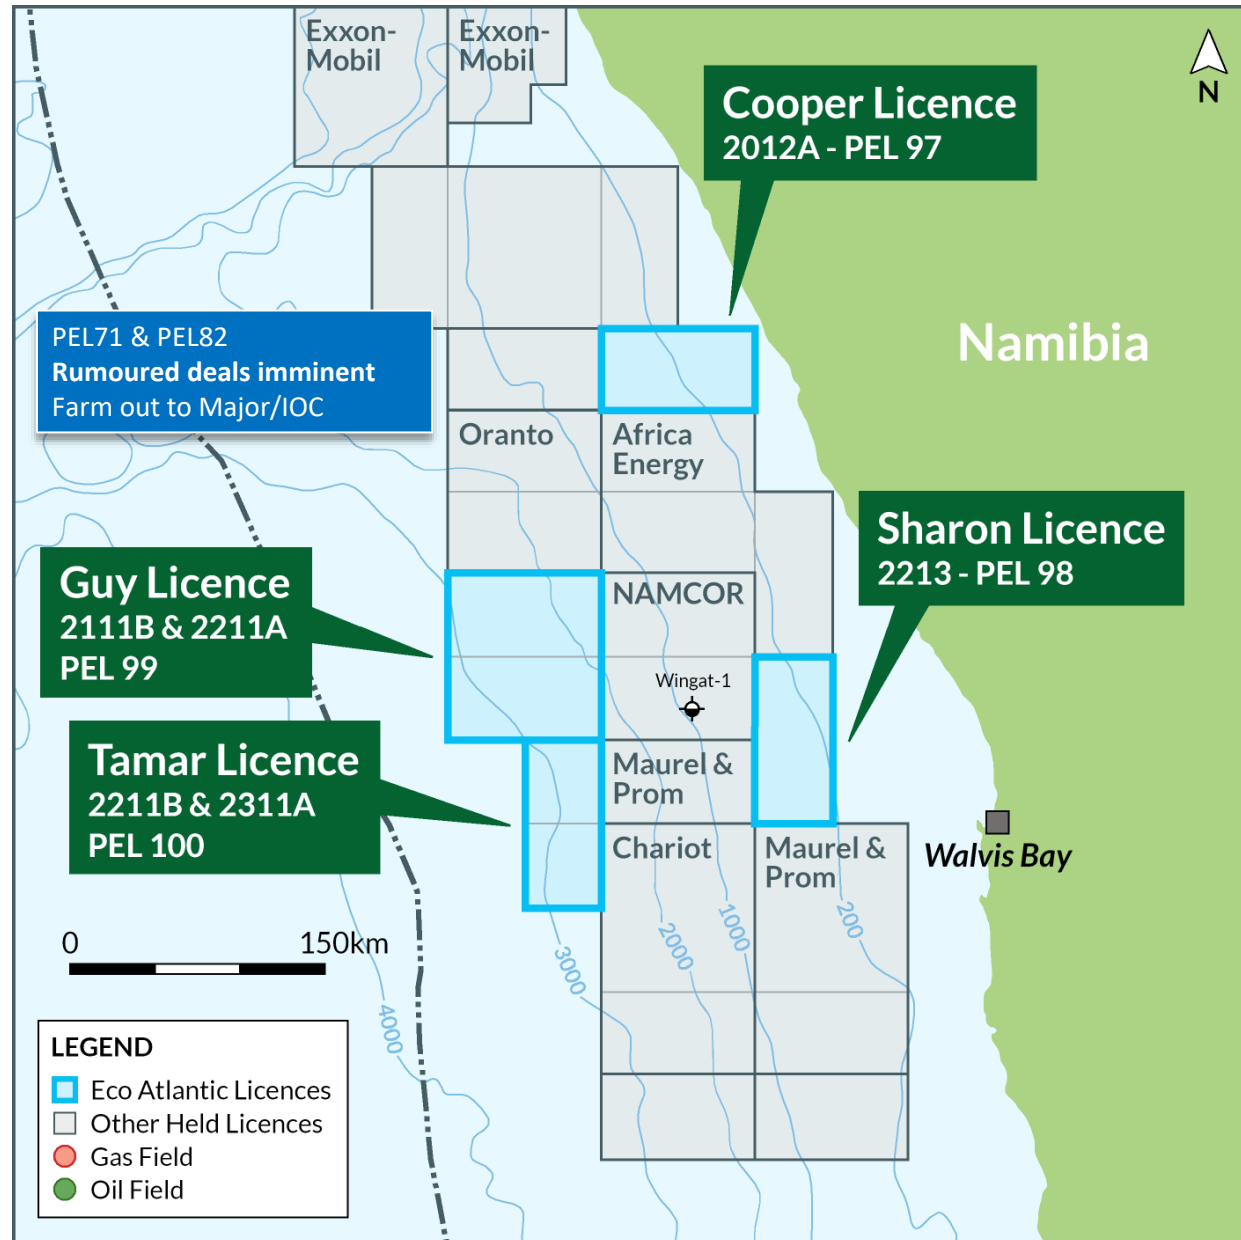 Exxon-
Mobil
Exxon-
Mobil
N
Cooper Licence
2012A - PEL 97
Namibia
PEL71 & PEL82
Rumoured deals imminent
Farm out to Major/IOC
Oranto
Africa
Energy
Sharon Licence
2213 - PEL 98
Guy Licence
2111B & 2211A
PEL 99
NAMCOR
Wingat-1
Tamar Licence
2211B & 2311A
PEL 100
Maurel &
Prom
Chariot
Maurel &
Prom
Walvis Bay
0 150km
200
1000
2000
3000
4000
LEGEND
Eco Atlantic Licences
Other Held Licences
Gas Field
Oil Field